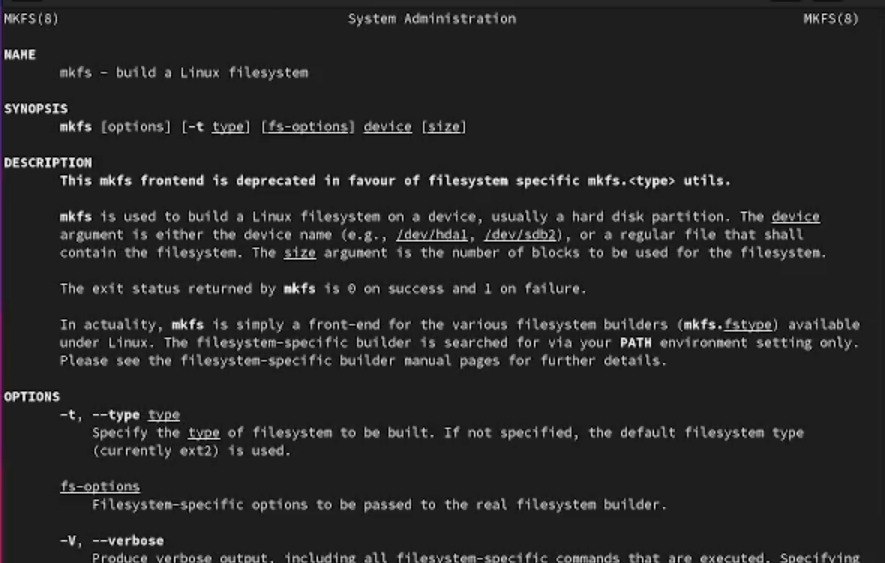 MKFS(8) System Administration MKFS(8)
NAME
mkfs - build a Linux filesystem
SYNOPSIS
mkfs [options] [-t type] [fs-options] device [size]
DESCRIPTION
This mkfs frontend is deprecated in favour of filesystem specific mkfs.<type> utils.
mkfs is used to build a Linux filesystem on a device, usually a hard disk partition. The device
argument is either the device name (e.g., /dev/hda1, /dev/sdb2), or a regular file that shall
contain the filesystem. The size argument is the number of blocks to be used for the filesystem.
The exit status returned by mkfs is 0 on success and 1 on failure.
In actuality, mkfs is simply a front-end for the various filesystem builders (mkfs.fstype) available
under Linux. The filesystem-specific builder is searched for via your PATH environment setting only.
Please see the filesystem-specific builder manual pages for further details.
OPTIONS
-t, --type type
Specify the type of filesystem to be built. If not specified, the default filesystem type
(currently ext2) is used.
fs-options
Filesystem-specific options to be passed to the real filesystem builder.
-V, --verbose
Produce verbose output, including all filesystem-specific commands that are executed. Specifying